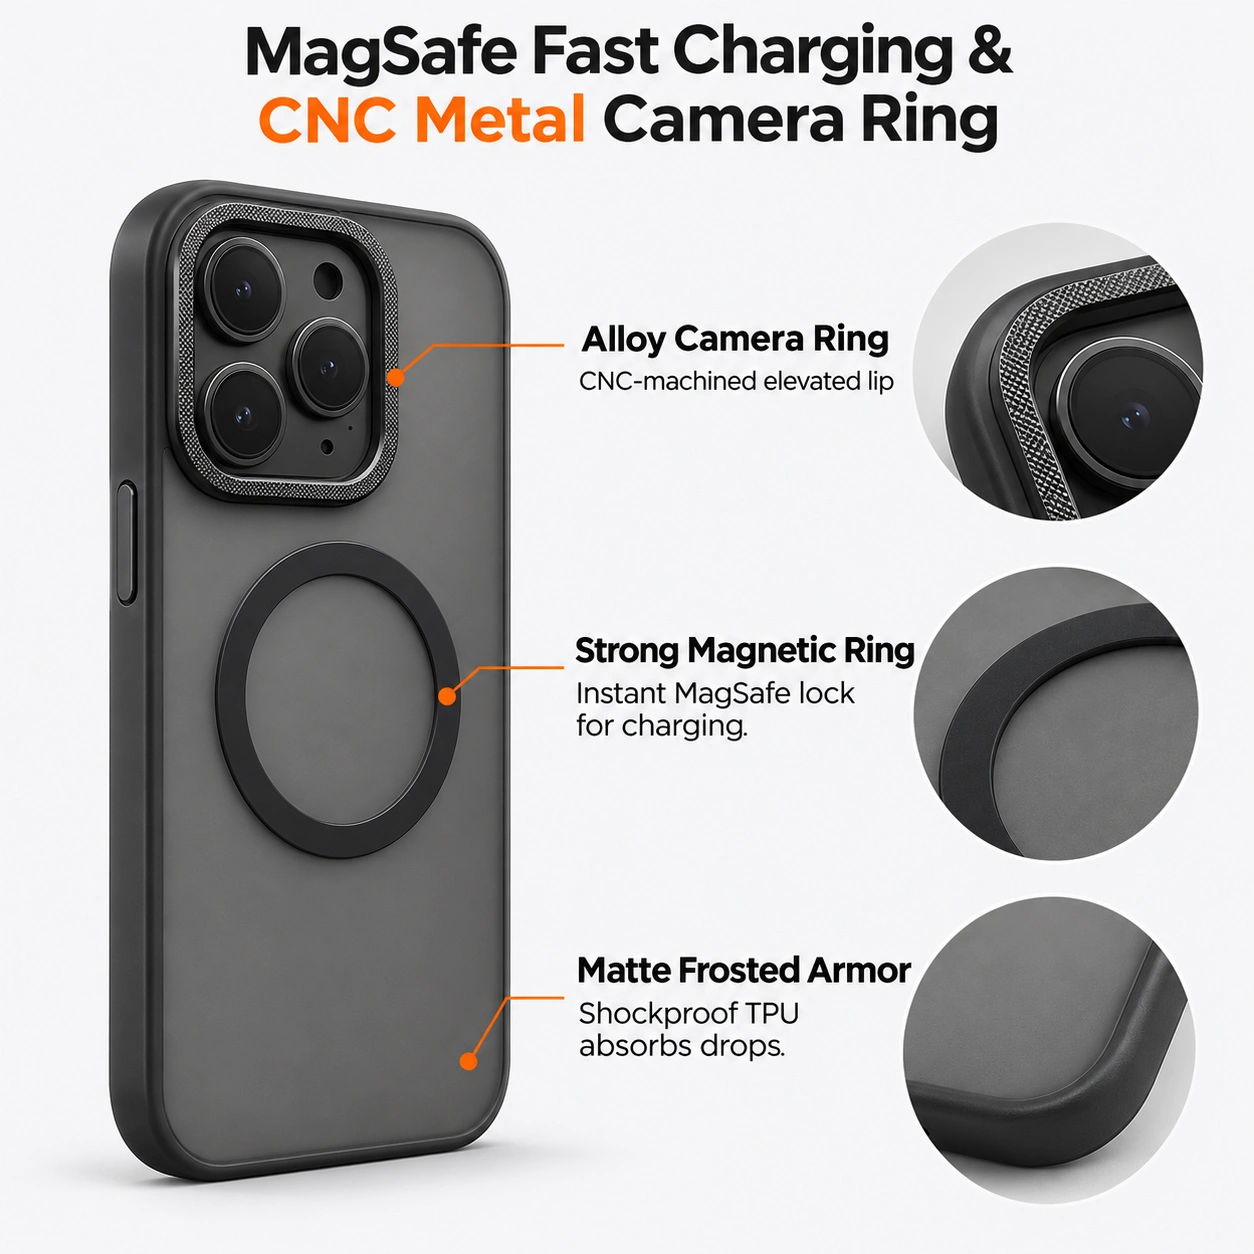 MagSafe Fast Charging &
CNC Metal Camera Ring
Alloy Camera Ring
CNC-machined elevated lip
Strong Magnetic Ring
Instant MagSafe lock
for charging.
Matte Frosted Armor
Shockproof TPU
absorbs drops.